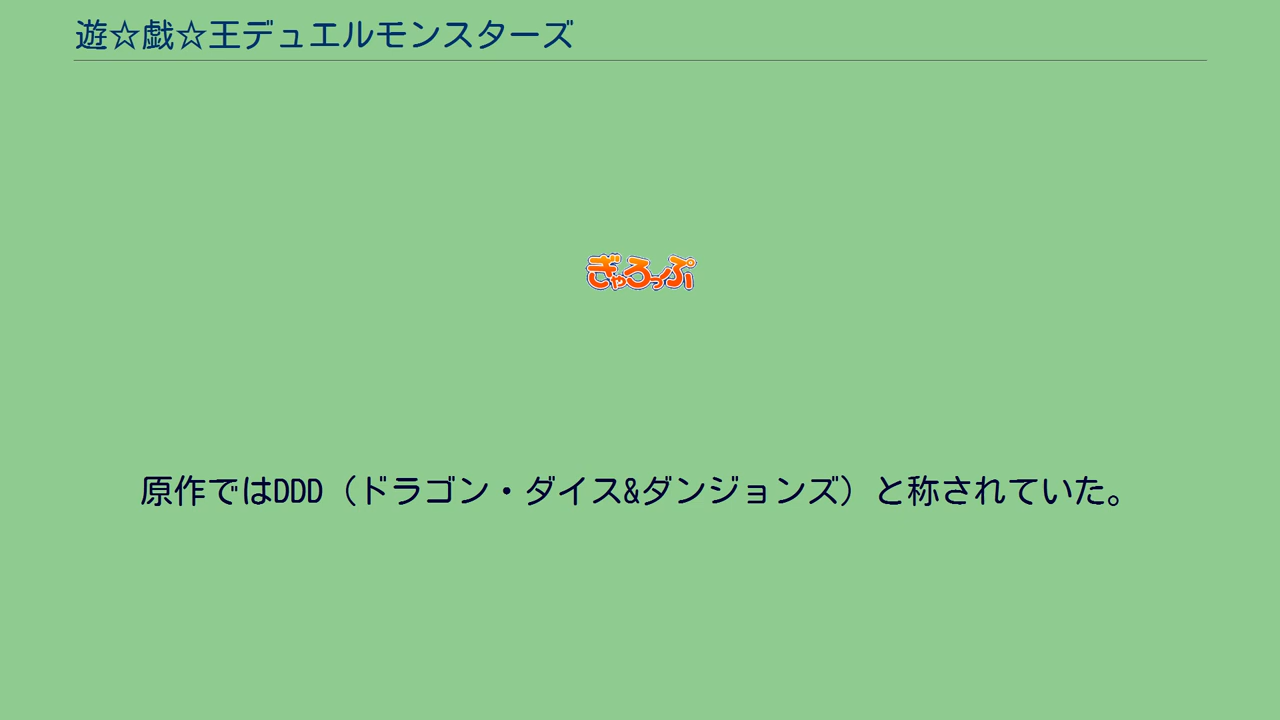 遊☆戯☆王デュエルモンスターズ
ぎゃろっぷ
原作ではDDD（ドラゴン・ダイス&ダンジョンズ）と称されていた。